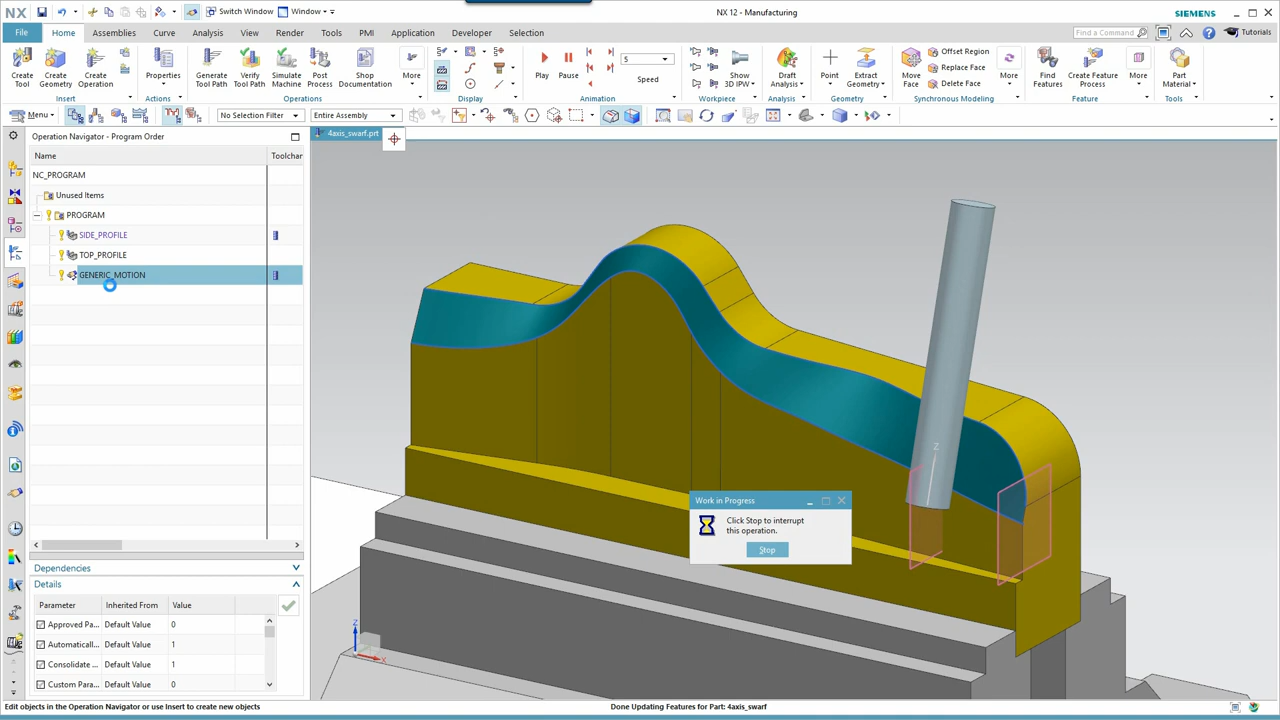 NX Switch Window Window NX 12 - Manufacturing SIEMENS
File Home Assemblies Curve Analysis View Render Tools PMI Application Developer Selection Find a Command Tutorials
Create Tool Create Geometry Create Operation Properties Generate Tool Path Verify Tool Path Simulate Machine Post Process Shop Documentation More Play Pause 5 Speed Show 3D IPW Draft Analysis Point Extract Geometry Move Face Offset Region Replace Face Delete Face More Find Features Create Feature Process More Part Material
Insert Actions Operations Display Animation Workpiece Analysis Geometry Synchronous Modeling Feature Tools
Menu No Selection Filter Entire Assembly
Operation Navigator - Program Order 4axis_swarf.prt
Name Toolchar
NC_PROGRAM
Unused Items
PROGRAM
SIDE_PROFILE
TOP_PROFILE
GENERIC_MOTION
Z
Work in Progress
Click Stop to interrupt
this operation.
Stop
Dependencies
Details
Parameter Inherited From Value
Approved Pa... Default Value 0
Automaticall... Default Value 1
Consolidate ... Default Value 1
Custom Para... Default Value 0
Z
X
Edit objects in the Operation Navigator or use Insert to create new objects Done Updating Features for Part: 4axis_swarf